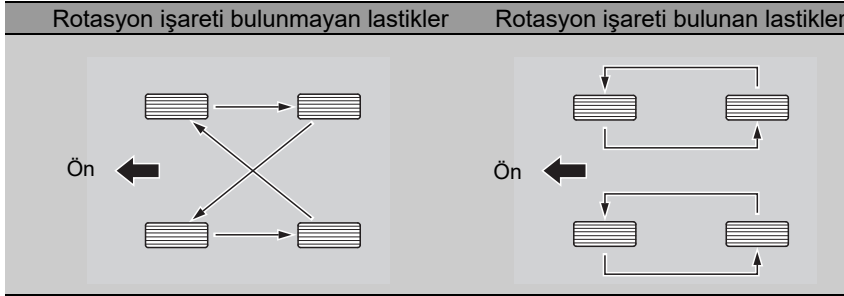 Rotasyon işareti bulunmayan lastikler
Rotasyon işareti bulunan lastikler
Ön
Ön